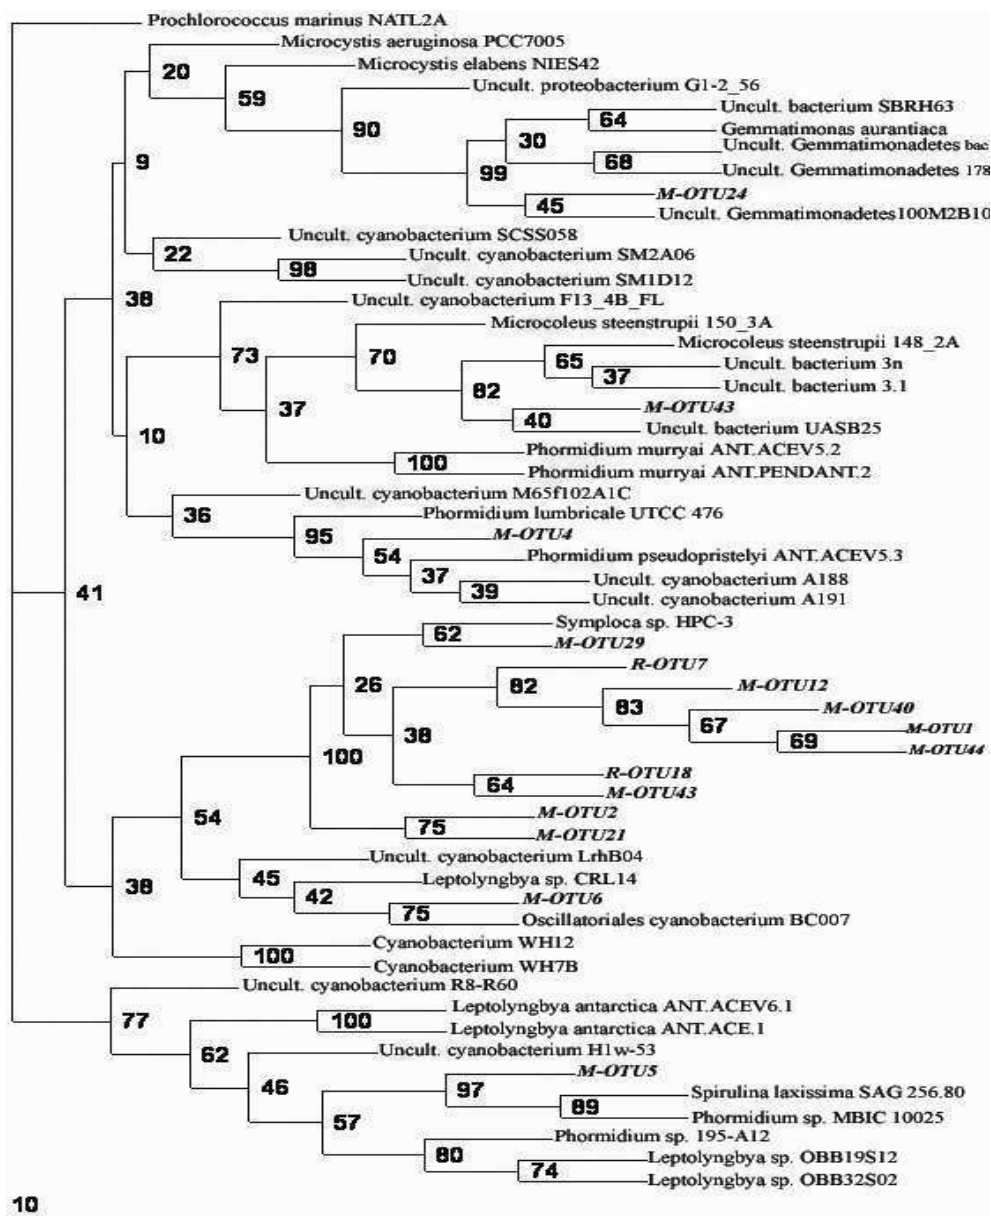 Prochlorococcus marinus NATL2A
Microcystis aeruginosa PCC7005
20
Microcystis elabens NIES42
59
Uncult. proteobacterium G1-2_56
90
Uncult. bacterium SBRH63
64
Gemmatimonas aurantiaca
30
Uncult. Gemmatimonadetes bac
68
Uncult. Gemmatimonadetes 178
9
99
M-OTU24
45
Uncult. Gemmatimonadetes100M2B10
Uncult. cyanobacterium SCSS058
22
Uncult. cyanobacterium SM2A06
98
Uncult. cyanobacterium SM1D12
38
Uncult. cyanobacterium F13_4B_FL
Microcoleus steenstrupii 150_3A
73
70
Microcoleus steenstrupii 148_2A
65
Uncult. bacterium 3n
37
Uncult. bacterium 3.1
82
37
M-OTU43
40
Uncult. bacterium UASB25
10
Phormidium murryai ANT.ACEV5.2
100
Phormidium murryai ANT.PENDANT.2
Uncult. cyanobacterium M65f102A1C
36
Phormidium lumbricale UTCC 476
95
M-OTU4
54
Phormidium pseudopristelyi ANT.ACEV5.3
37
Uncult. cyanobacterium A188
39
Uncult. cyanobacterium A191
41
Symploca sp. HPC-3
62
M-OTU29
26
R-OTU7
82
M-OTU12
83
M-OTU40
67
M-OTU1
69
M-OTU44
38
100
R-OTU18
64
M-OTU43
54
M-OTU2
75
M-OTU21
Uncult. cyanobacterium LrhB04
45
Leptolyngbya sp. CRL14
38
42
M-OTU6
75
Oscillatoriales cyanobacterium BC007
Cyanobacterium WH12
100
Cyanobacterium WH7B
Uncult. cyanobacterium R8-R60
77
Leptolyngbya antarctica ANT.ACEV6.1
100
Leptolyngbya antarctica ANT.ACE.1
62
Uncult. cyanobacterium H1w-53
46
M-OTU5
97
Spirulina laxissima SAG 256.80
89
Phormidium sp. MBIC 10025
57
Phormidium sp. 195-A12
80
Leptolyngbya sp. OBB19S12
74
Leptolyngbya sp. OBB32S02
10